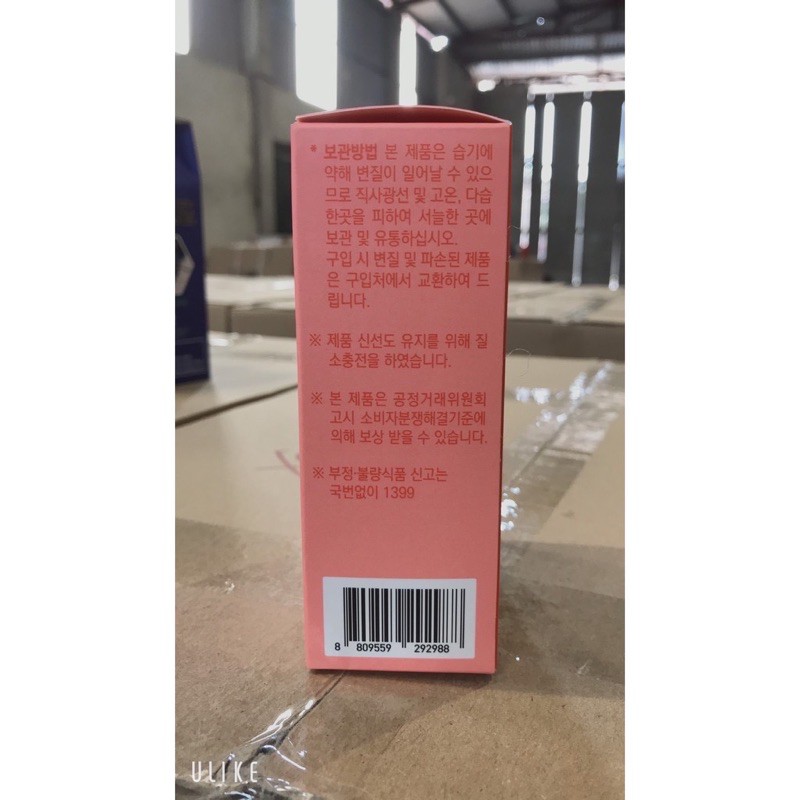 • 보관방법 본 제품은 습기에
약해 변질이 일어날 수 있으
므로 직사광선 및 고온, 다습
한곳을 피하여 서늘한 곳에
보관 및 유통하십시오.
구입 시 변질 및 파손된 제품
은 구입처에서 교환하여 드
립니다.
※ 제품 신선도 유지를 위해 질
소충전을 하였습니다.
※ 본 제품은 공정거래위원회
고시 소비자분쟁해결기준에
의해 보상 받을 수 있습니다.
※ 부정·불량식품 신고는
국번없이 1399
8 809559 292988
ULIKE